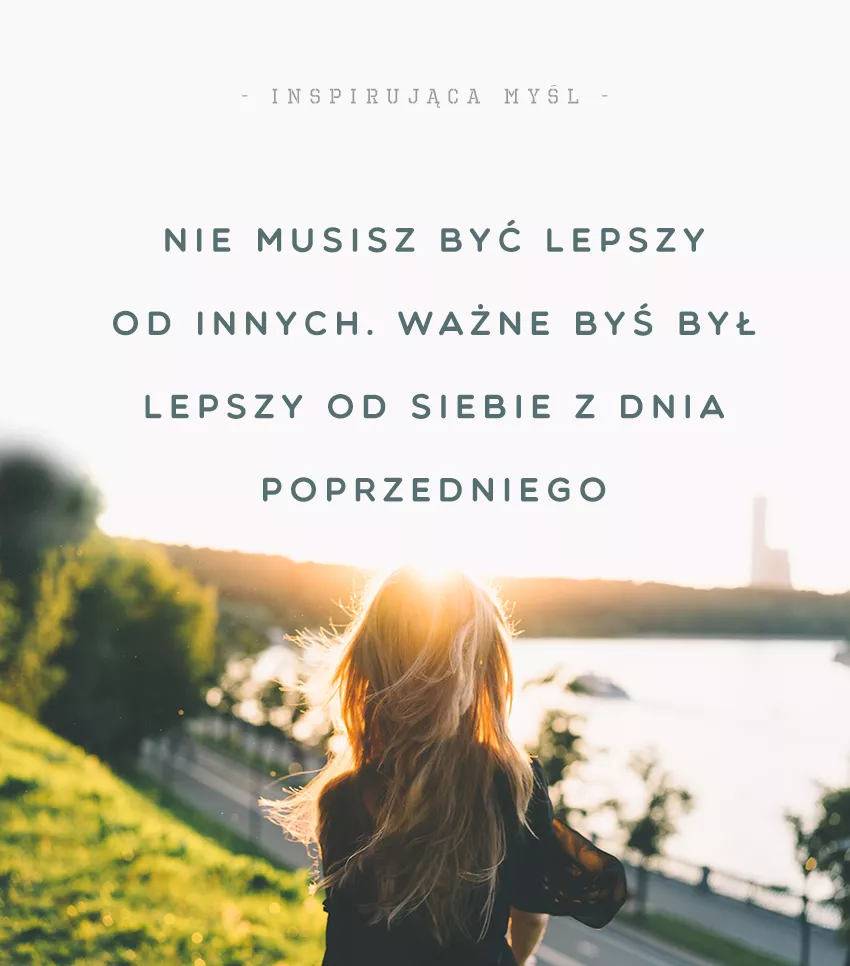 - INSPIRUJĄCA MYŚL -
NIE MUSISZ BYĆ LEPSZY
OD INNYCH. WAŻNE BYŚ BYŁ
LEPSZY OD SIEBIE Z DNIA
POPRZEDNIEGO